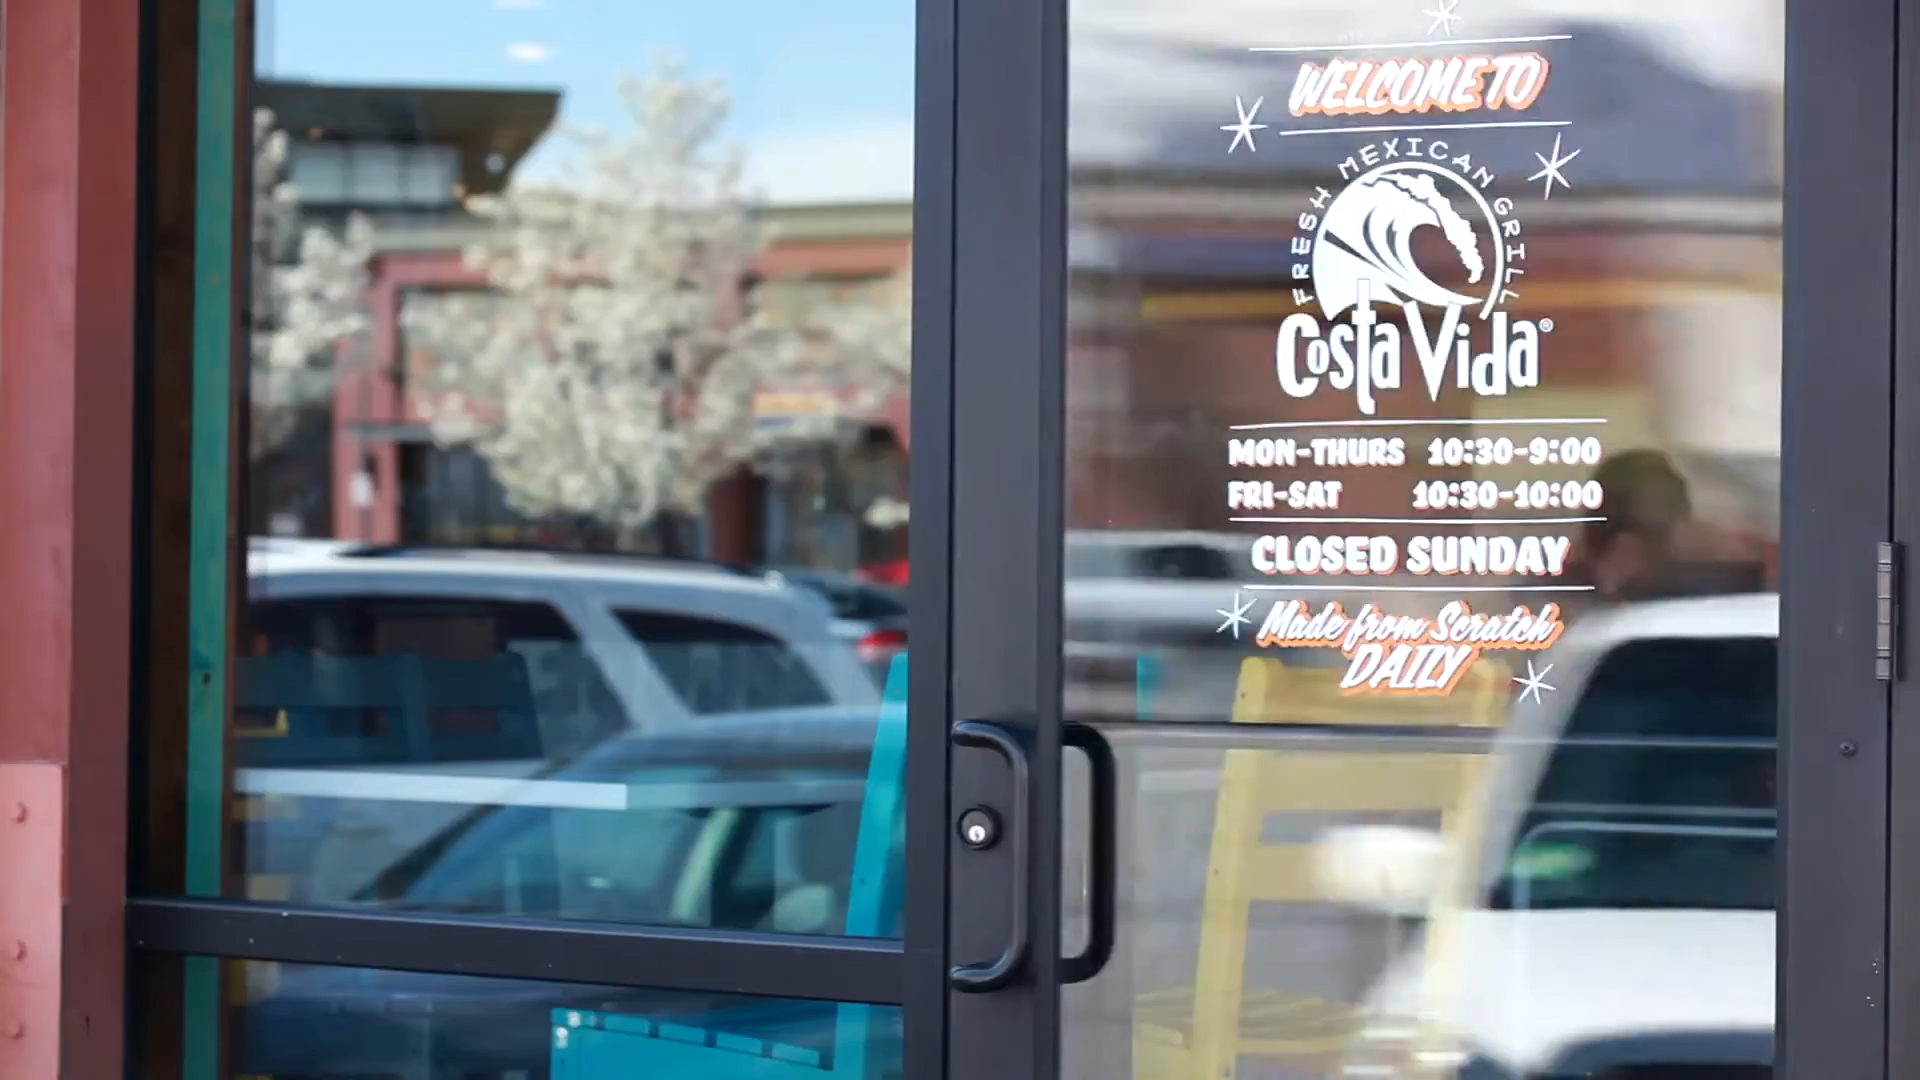 WELCOME TO
FRESH MEXICAN GRILL
Costa Vida®
MON-THURS 10:30-9:00
FRI-SAT 10:30-10:00
CLOSED SUNDAY
Made from Scratch
DAILY